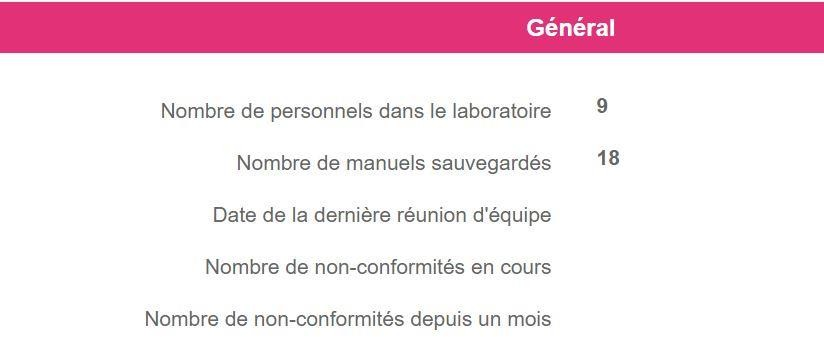 Général
Nombre de personnels dans le laboratoire 9
Nombre de manuels sauvegardés 18
Date de la dernière réunion d'équipe
Nombre de non-conformités en cours
Nombre de non-conformités depuis un mois